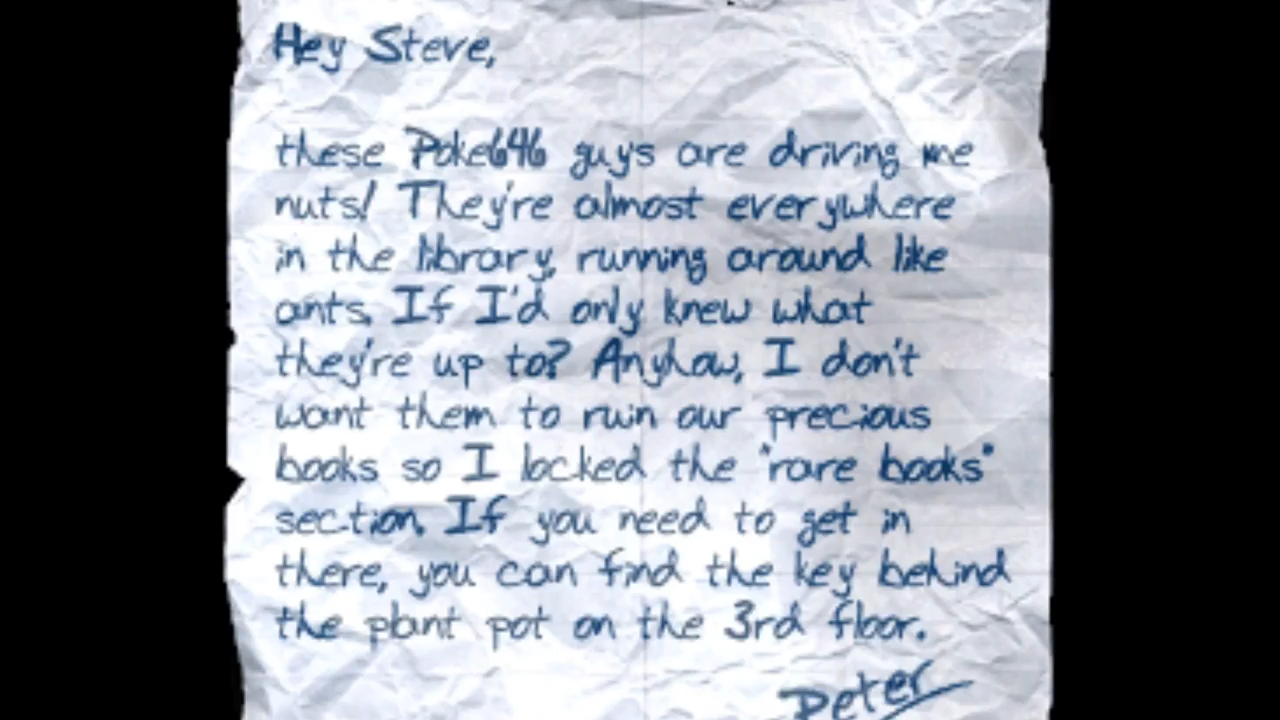 Hey Steve,
these Poke646 guys are driving me
nuts! They're almost everywhere
in the library, running around like
ants. If I'd only knew what
they're up to? Anyhow, I don't
want them to ruin our precious
books so I locked the "rare books"
section. If you need to get in
there, you can find the key behind
the plant pot on the 3rd floor.
Peter